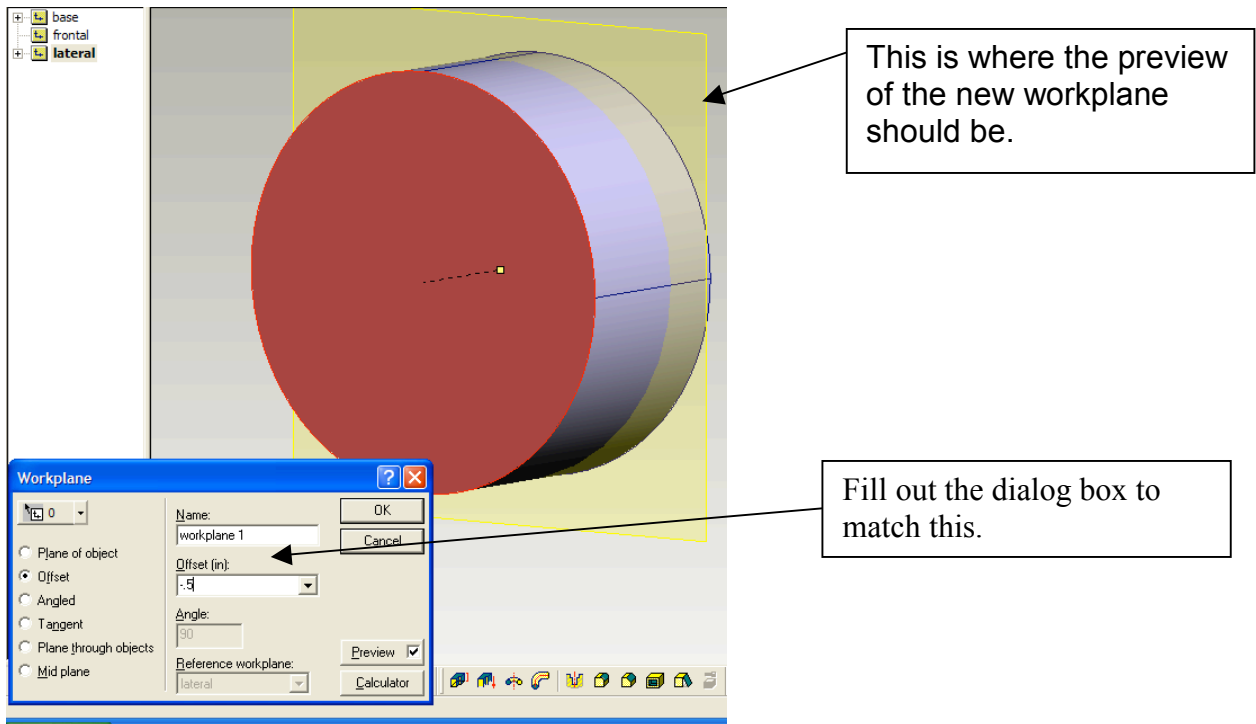 base
frontal
lateral
This is where the preview
of the new workplane
should be.
Workplane
0
Name:
OK
workplane 1
Cancel
Plane of object
Offset (in):
Offset
-.5
Angled
Angle:
Tangent
90
Plane through objects
Preview
Reference workplane:
Mid plane
lateral
Calculator
Fill out the dialog box to
match this.